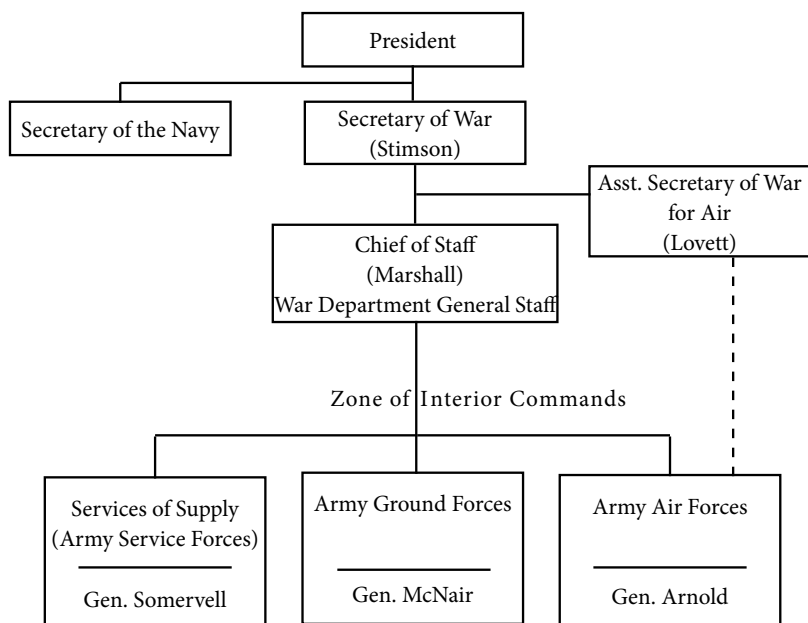 President
Secretary of the Navy
Secretary of War
(Stimson)
Asst. Secretary of War
for Air
(Lovett)
Chief of Staff
(Marshall)
War Department General Staff
Zone of Interior Commands
Services of Supply
(Army Service Forces)
Gen. Somervell
Army Ground Forces
Gen. McNair
Army Air Forces
Gen. Arnold